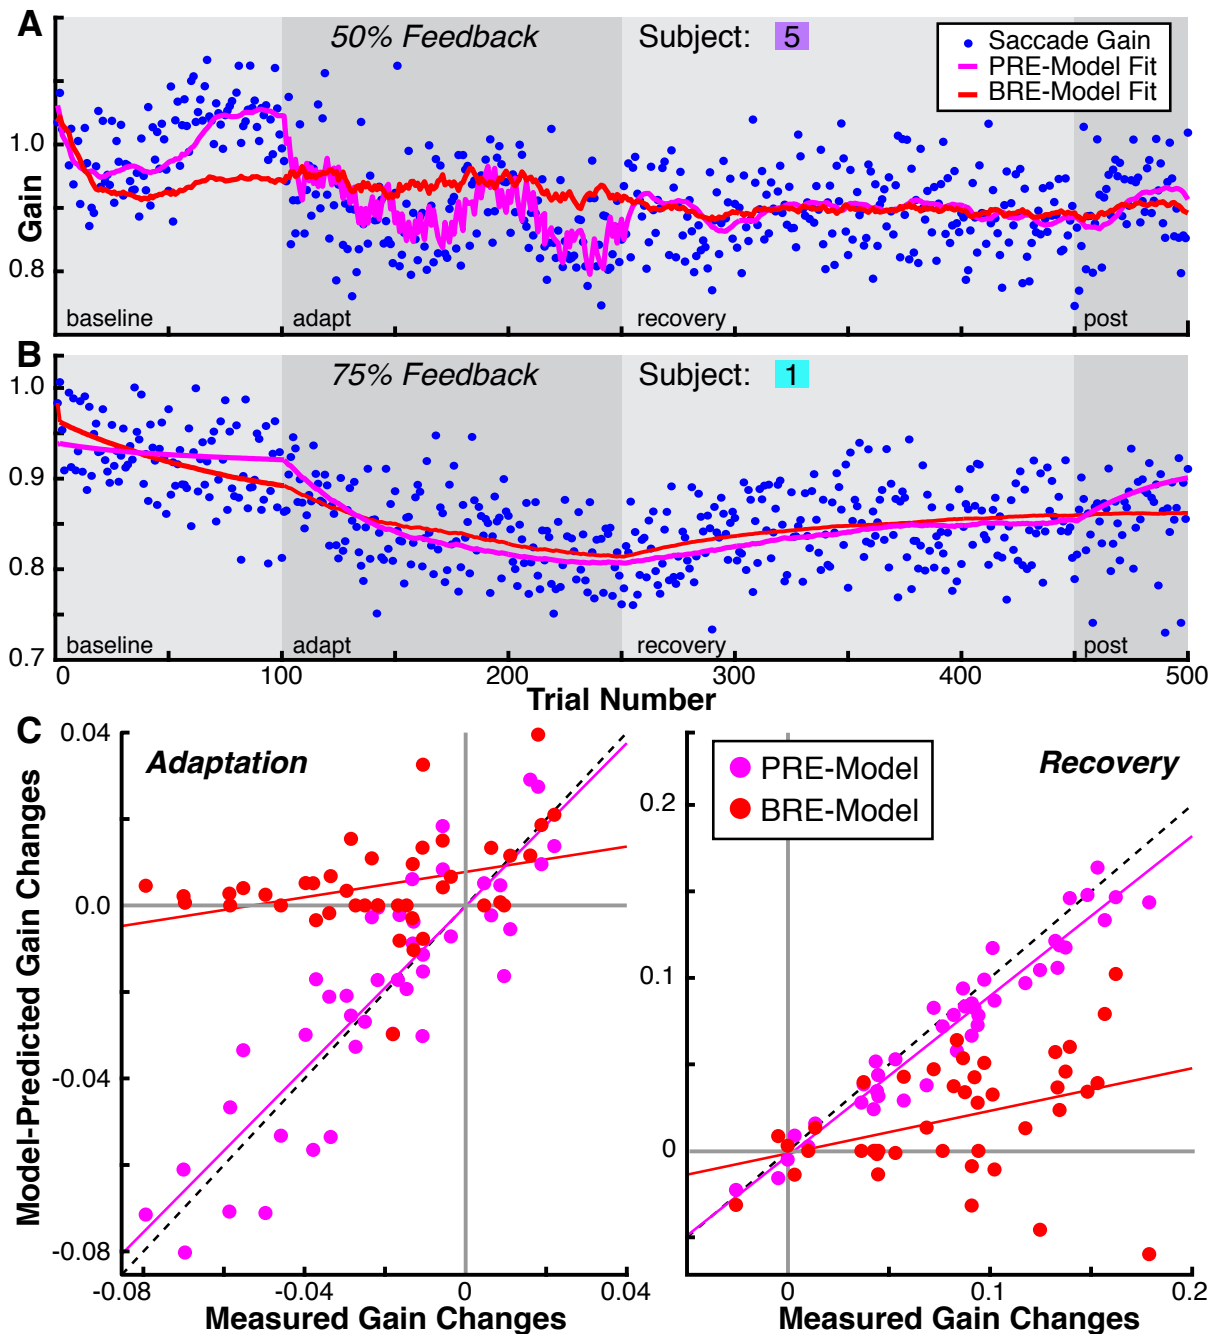 A
50% Feedback
Subject: 5
Saccade Gain
PRE-Model Fit
BRE-Model Fit
1.0
0.8
Gain
baseline
adapt
recovery
post
B
75% Feedback
Subject: 1
1.0
0.9
0.8
0.7
baseline
adapt
recovery
post
0
100
200
300
400
500
Trial Number
C
Adaptation
0.04
0.0
-0.04
-0.08
Model-Predicted Gain Changes
-0.08
-0.04
0
0.04
Measured Gain Changes
PRE-Model
BRE-Model
Recovery
0.2
0.1
0
0
0.1
0.2
Measured Gain Changes